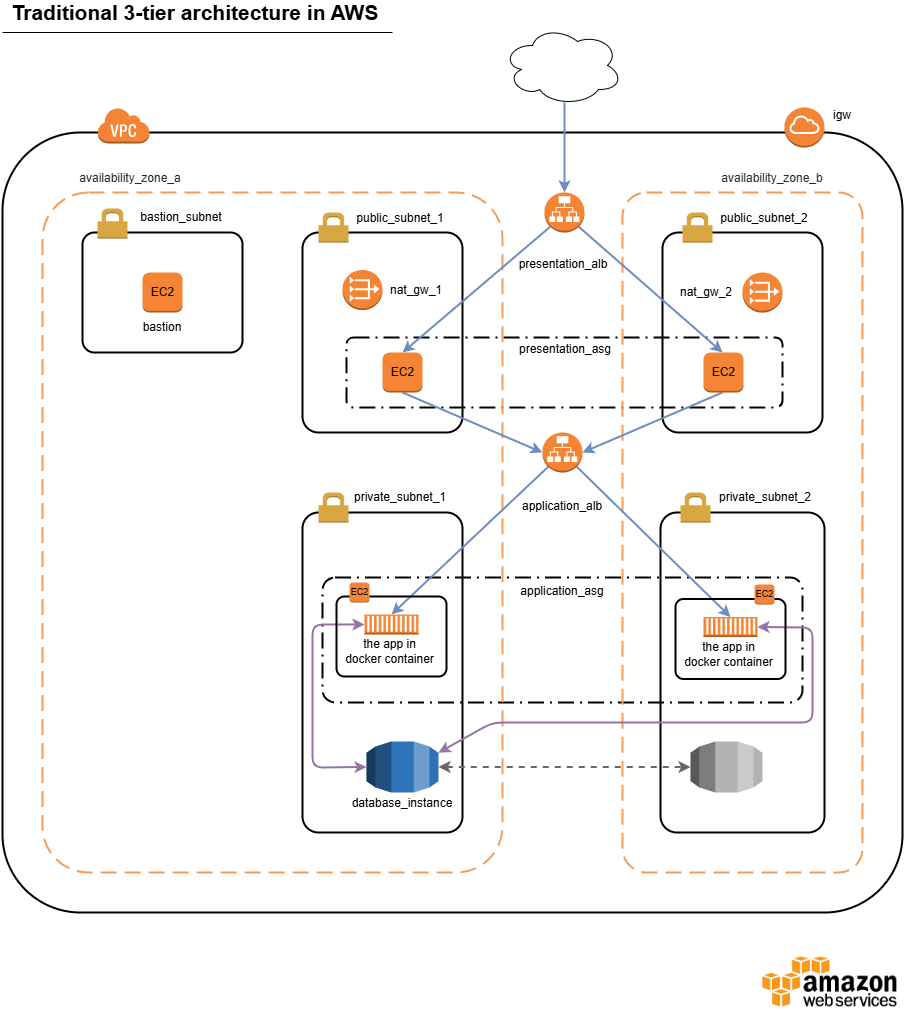 Traditional 3-tier architecture in AWS
VPC
igw
availability_zone_a
availability_zone_b
bastion_subnet
public_subnet_1
public_subnet_2
presentation_alb
EC2
bastion
nat_gw_1
nat_gw_2
presentation_asg
EC2
EC2
private_subnet_1
application_alb
private_subnet_2
EC2
application_asg
EC2
the app in
docker container
the app in
docker container
database_instance
amazon
web services